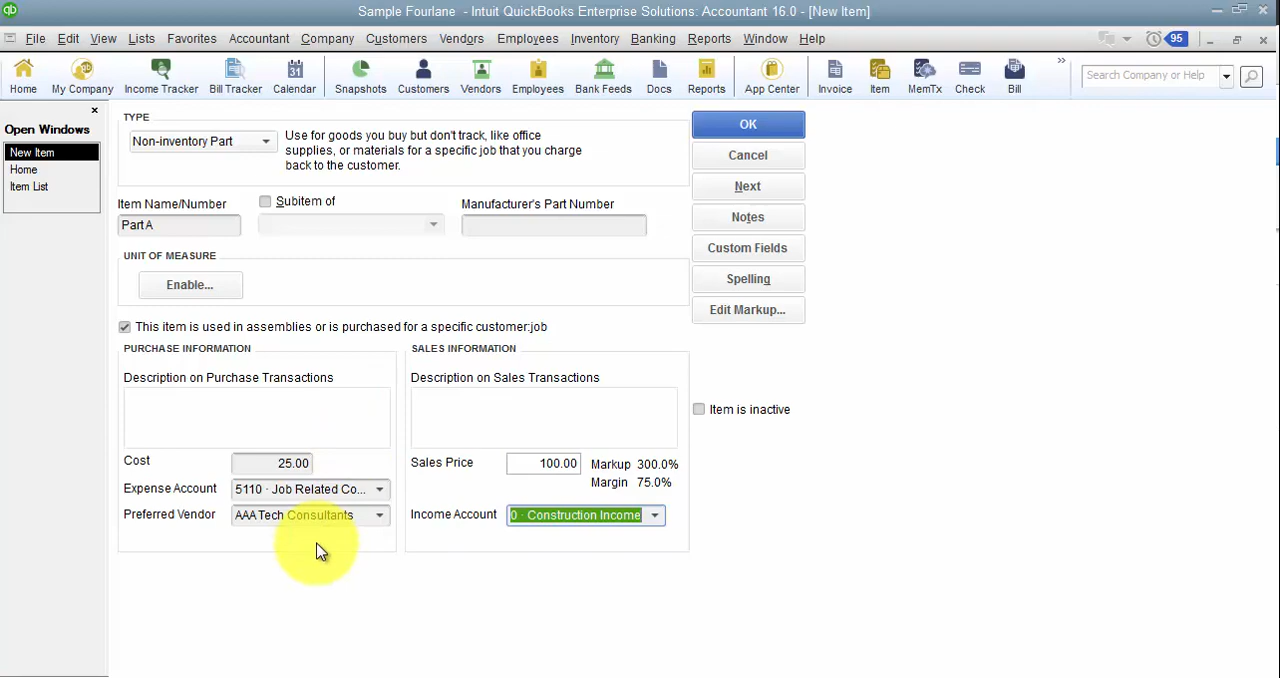 Sample Fourlane - Intuit QuickBooks Enterprise Solutions: Accountant 16.0 - [New Item]
File Edit View Lists Favorites Accountant Company Customers Vendors Employees Inventory Banking Reports Window Help 95
Home My Company Income Tracker Bill Tracker Calendar Snapshots Customers Vendors Employees Bank Feeds Docs Reports App Center Invoice Item MemTx Check Bill » Search Company or Help
31
Open Windows
New Item
Home
Item List
TYPE
Non-inventory Part
Use for goods you buy but don't track, like office
supplies, or materials for a specific job that you charge
back to the customer.
Item Name/Number Subitem of Manufacturer's Part Number
Part A
UNIT OF MEASURE
Enable...
This item is used in assemblies or is purchased for a specific customer:job
PURCHASE INFORMATION
Description on Purchase Transactions
Cost 25.00
Expense Account 5110 · Job Related Co...
Preferred Vendor AAA Tech Consultants
SALES INFORMATION
Description on Sales Transactions
Sales Price 100.00 Markup 300.0%
Margin 75.0%
Income Account 0 · Construction Income
OK
Cancel
Next
Notes
Custom Fields
Spelling
Edit Markup...
Item is inactive